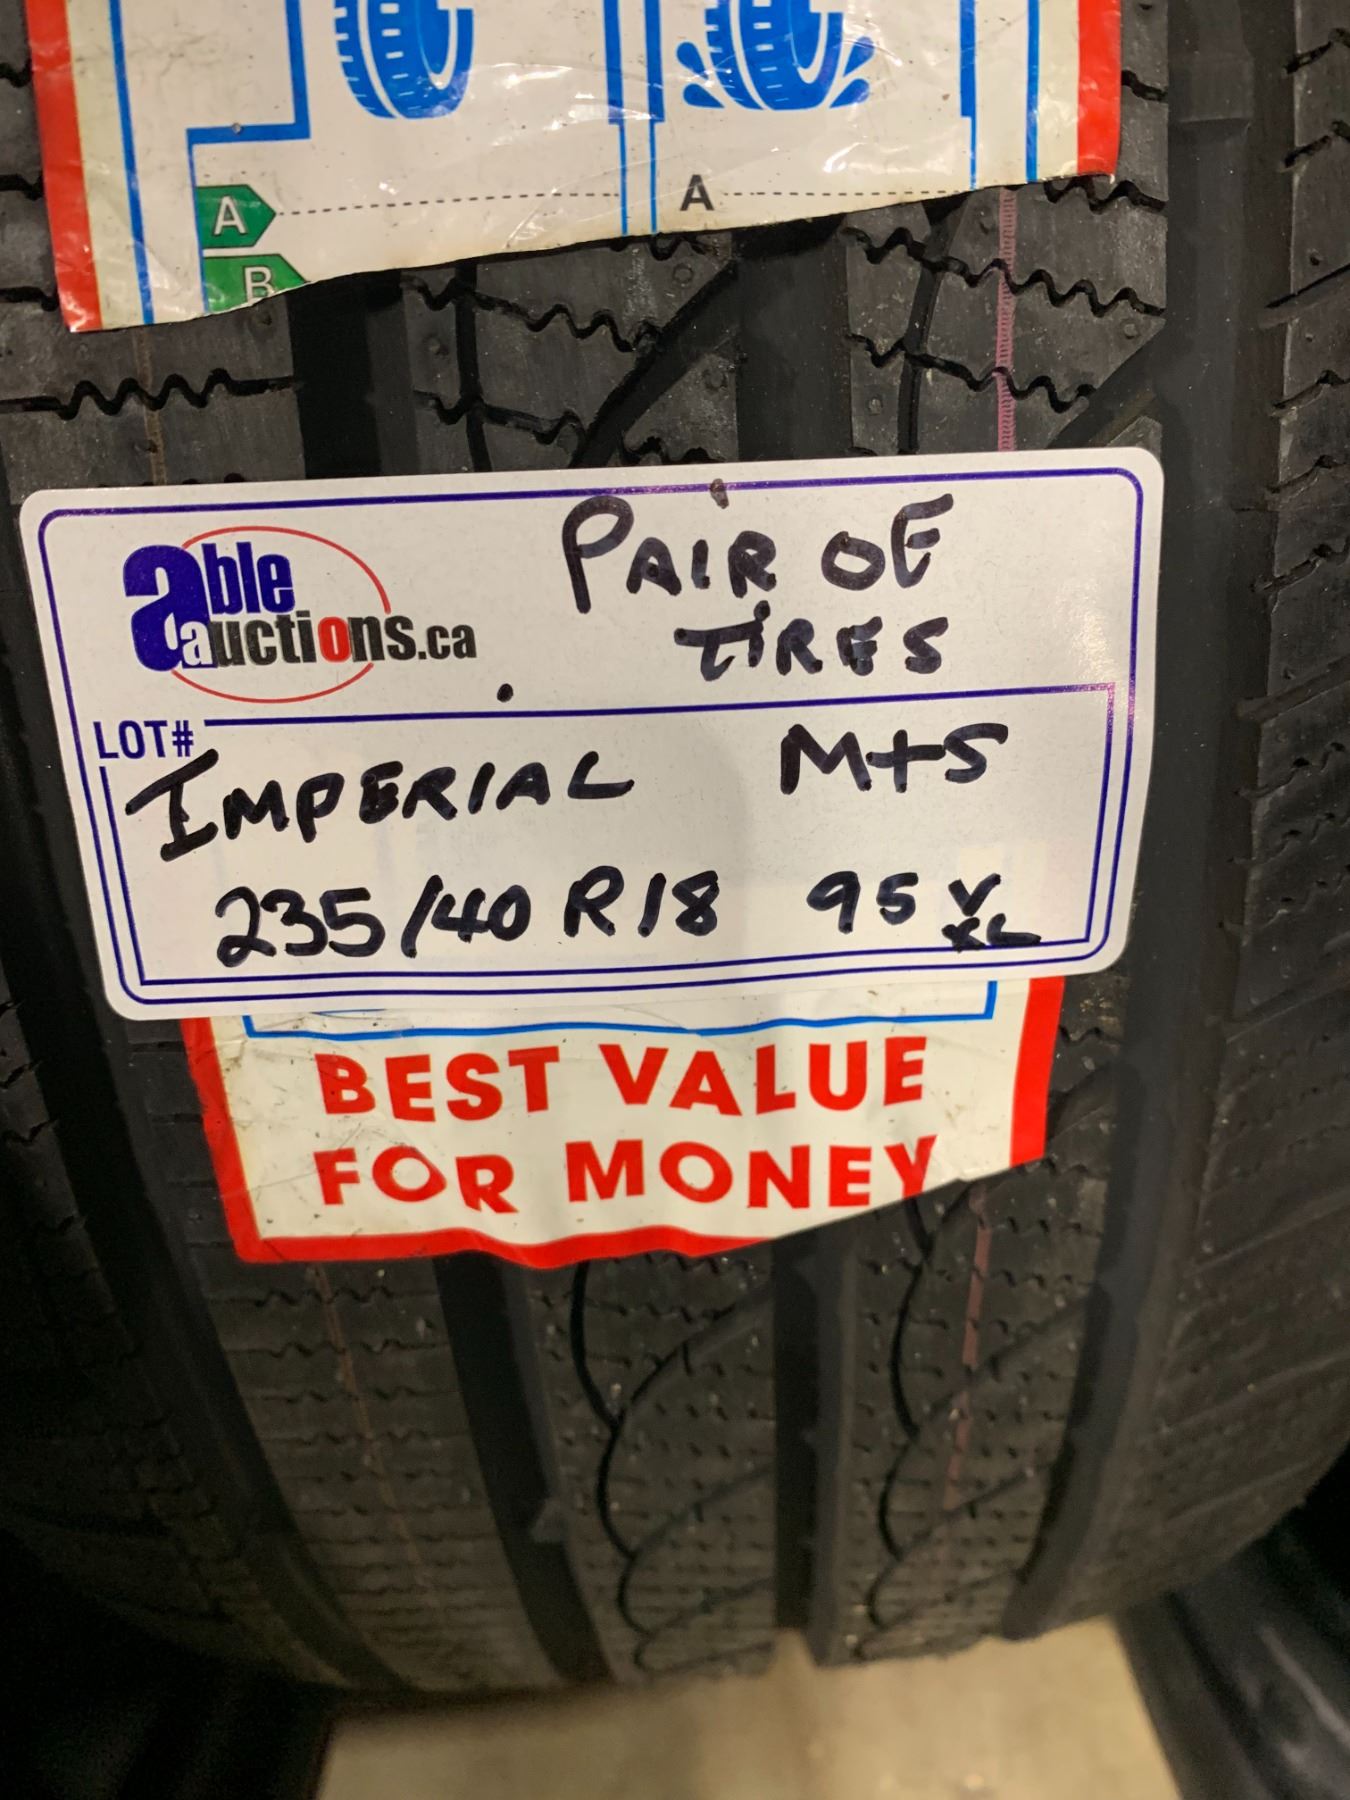 A A
B
able
auctions.ca
PAIR OF
TIRES
LOT#
IMPERIAL M+S
235/40 R18 95 V
XL
BEST VALUE
FOR MONEY